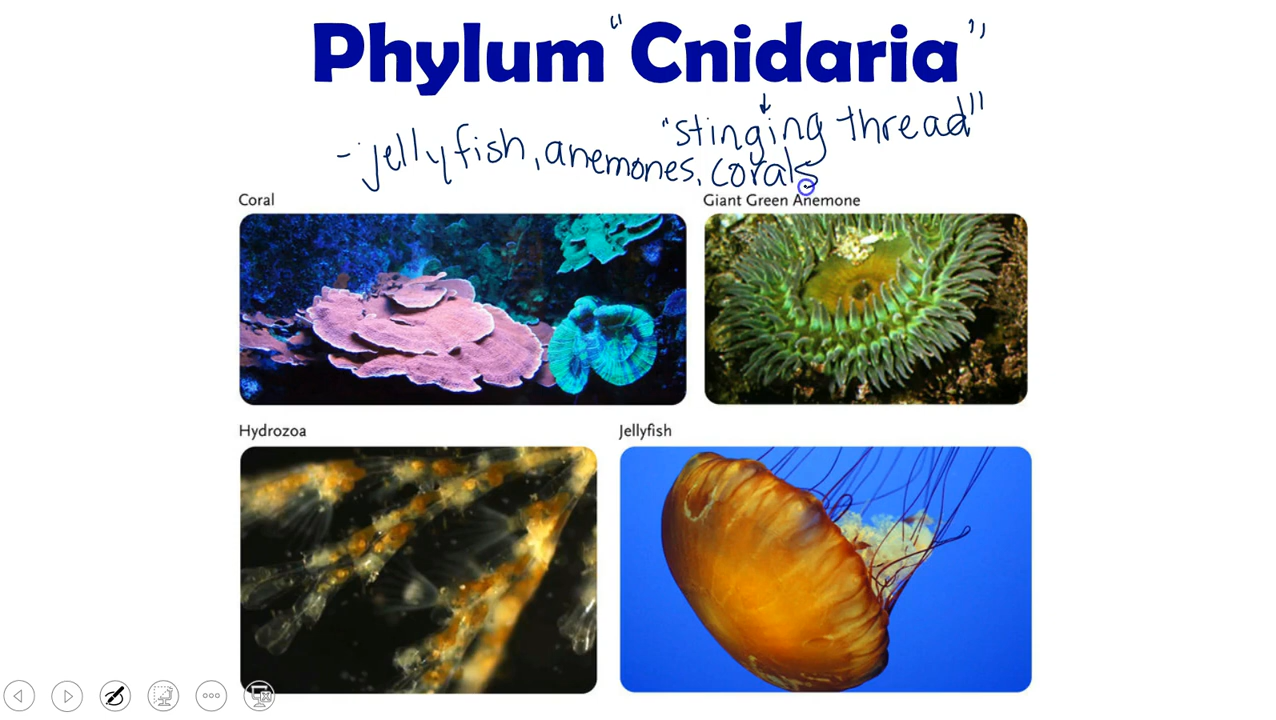 Phylum "Cnidaria"
"stinging thread"
- jellyfish, anemones, corals
Coral
Giant Green Anemone
Hydrozoa
Jellyfish